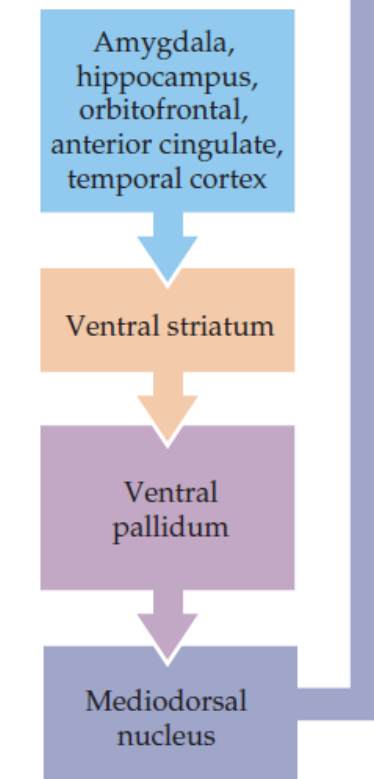 Amygdala,
hippocampus,
orbitofrontal,
anterior cingulate,
temporal cortex
Ventral striatum
Ventral
pallidum
Mediodorsal
nucleus